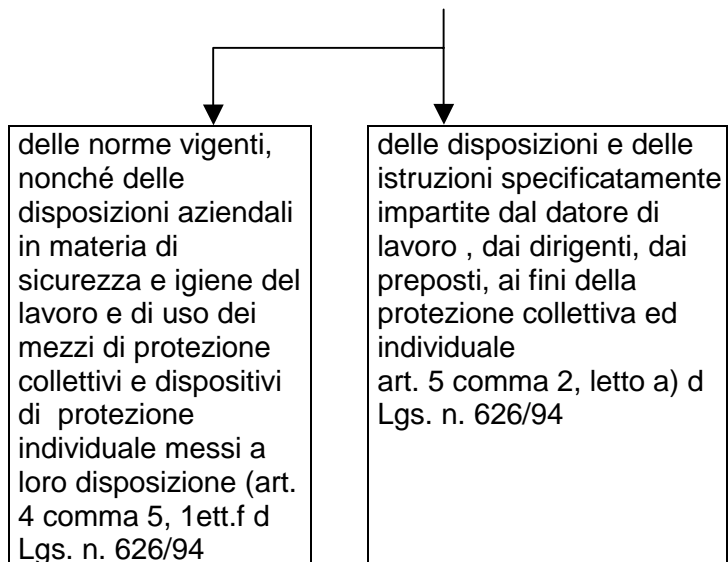 delle norme vigenti,
nonché delle
disposizioni aziendali
in materia di
sicurezza e igiene del
lavoro e di uso dei
mezzi di protezione
collettivi e dispositivi
di protezione
individuale messi a
loro disposizione (art.
4 comma 5, 1ett.f d
Lgs. n. 626/94
delle disposizioni e delle
istruzioni specificatamente
impartite dal datore di
lavoro , dai dirigenti, dai
preposti, ai fini della
protezione collettiva ed
individuale
art. 5 comma 2, letto a) d
Lgs. n. 626/94